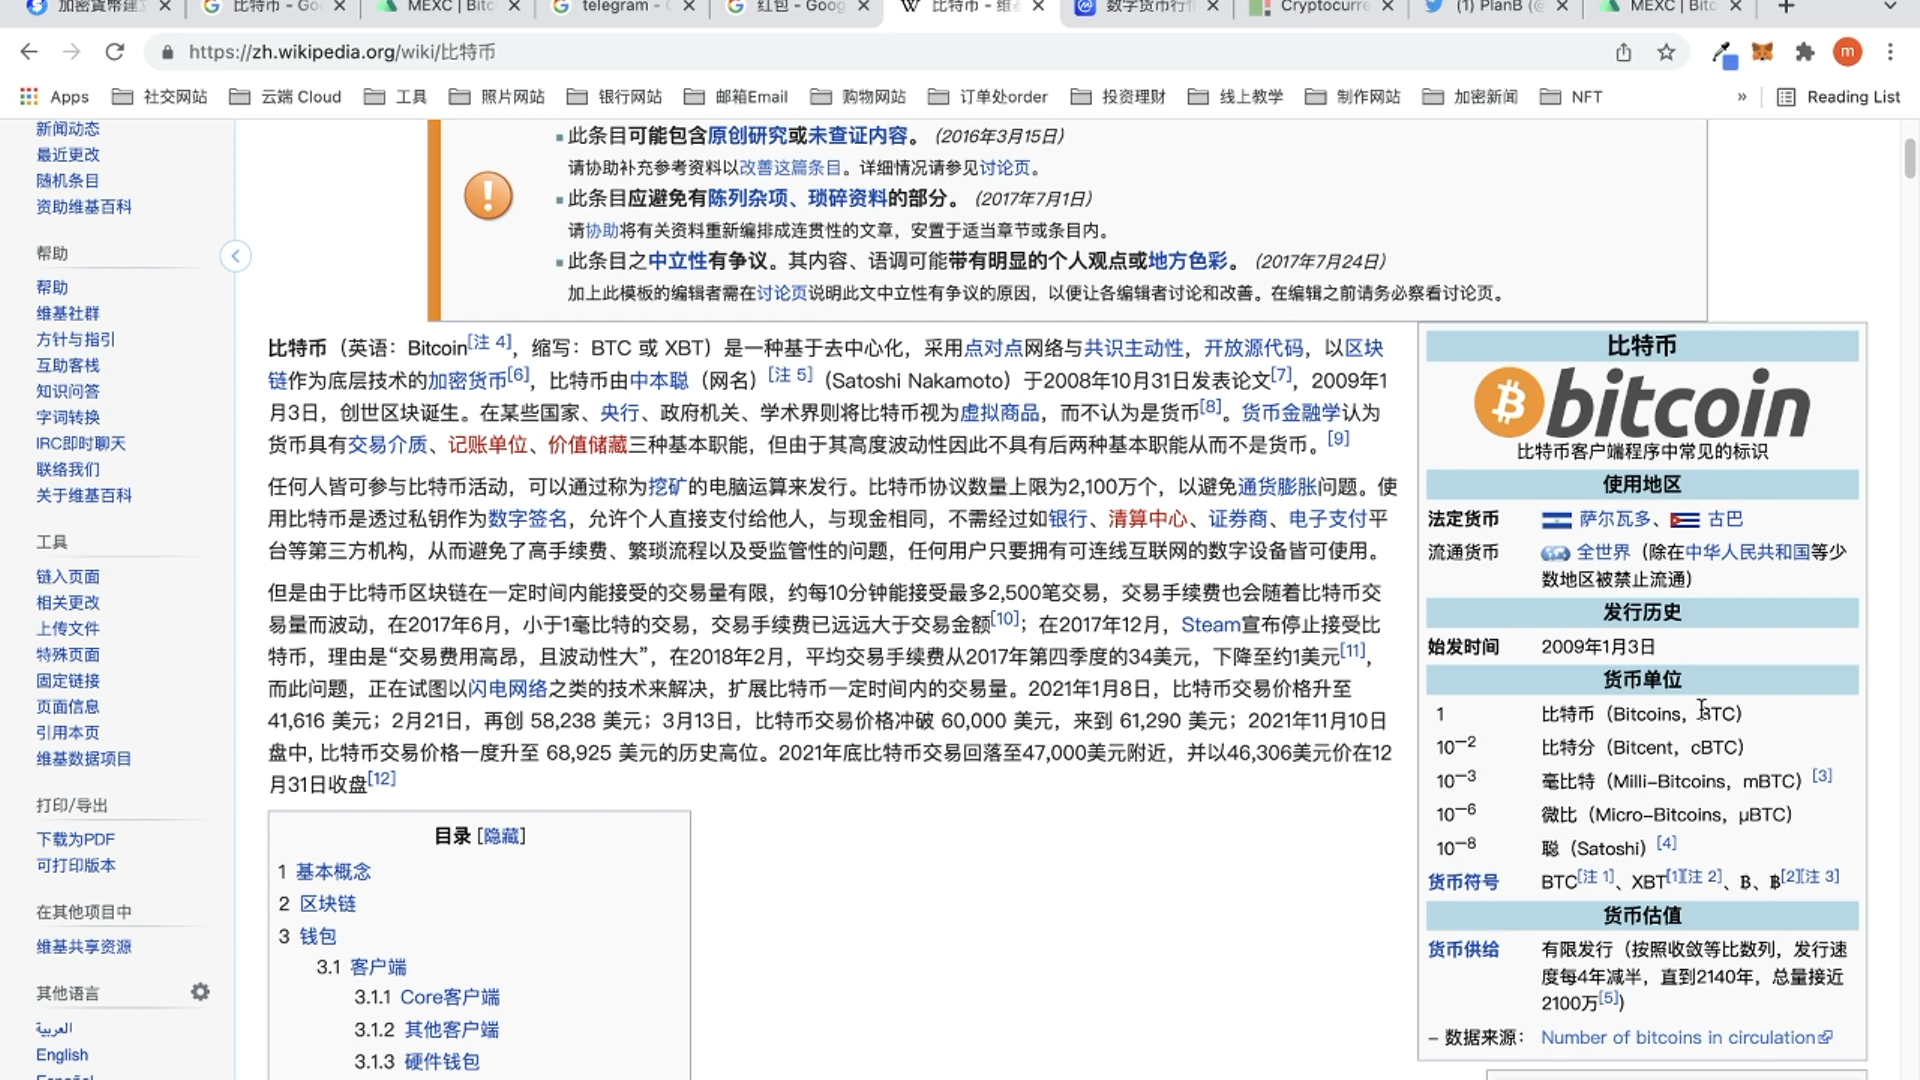 加密貨幣建立
比特币 - Goo
MEXC | Bitc
telegram - G
红包 - Goog
比特币 - 维基
数字货币行情
Cryptocurre
(1) PlanB (@
MEXC | Bitc
https://zh.wikipedia.org/wiki/比特币
m
Apps 社交网站 云端 Cloud 工具 照片网站 银行网站 邮箱Email 购物网站 订单处order 投资理财 线上教学 制作网站 加密新闻 NFT » Reading List
新闻动态
最近更改
随机条目
资助维基百科
帮助
帮助
维基社群
方针与指引
互助客栈
知识问答
字词转换
IRC即时聊天
联络我们
关于维基百科
工具
链入页面
相关更改
上传文件
特殊页面
固定链接
页面信息
引用本页
维基数据项目
打印/导出
下载为PDF
可打印版本
在其他项目中
维基共享资源
其他语言
العربية
English
Español
此条目可能包含原创研究或未查证内容。 (2016年3月15日)
请协助补充参考资料以改善这篇条目。详细情况请参见讨论页。
此条目应避免有陈列杂项、琐碎资料的部分。 (2017年7月1日)
请协助将有关资料重新编排成连贯性的文章，安置于适当章节或条目内。
此条目之中立性有争议。其内容、语调可能带有明显的个人观点或地方色彩。 (2017年7月24日)
加上此模板的编辑者需在讨论页说明此文中立性有争议的原因，以便让各编辑者讨论和改善。在编辑之前请务必察看讨论页。
比特币（英语：Bitcoin[注 4]，缩写：BTC 或 XBT）是一种基于去中心化，采用点对点网络与共识主动性，开放源代码，以区块
链作为底层技术的加密货币[6]，比特币由中本聪（网名）[注 5]（Satoshi Nakamoto）于2008年10月31日发表论文[7]，2009年1
月3日，创世区块诞生。在某些国家、央行、政府机关、学术界则将比特币视为虚拟商品，而不认为是货币[8]。货币金融学认为
货币具有交易介质、记账单位、价值储藏三种基本职能，但由于其高度波动性因此不具有后两种基本职能从而不是货币。[9]
任何人皆可参与比特币活动，可以通过称为挖矿的电脑运算来发行。比特币协议数量上限为2,100万个，以避免通货膨胀问题。使
用比特币是透过私钥作为数字签名，允许个人直接支付给他人，与现金相同，不需经过如银行、清算中心、证券商、电子支付平
台等第三方机构，从而避免了高手续费、繁琐流程以及受监管性的问题，任何用户只要拥有可连线互联网的数字设备皆可使用。
但是由于比特币区块链在一定时间内能接受的交易量有限，约每10分钟能接受最多2,500笔交易，交易手续费也会随着比特币交
易量而波动，在2017年6月，小于1毫比特的交易，交易手续费已远远大于交易金额[10]；在2017年12月，Steam宣布停止接受比
特币，理由是“交易费用高昂，且波动性大”，在2018年2月，平均交易手续费从2017年第四季度的34美元，下降至约1美元[11]，
而此问题，正在试图以闪电网络之类的技术来解决，扩展比特币一定时间内的交易量。2021年1月8日，比特币交易价格升至
41,616 美元；2月21日，再创 58,238 美元；3月13日，比特币交易价格冲破 60,000 美元，来到 61,290 美元；2021年11月10日
盘中, 比特币交易价格一度升至 68,925 美元的历史高位。2021年底比特币交易回落至47,000美元附近，并以46,306美元价在12
月31日收盘[12]
目录 [隐藏]
1 基本概念
2 区块链
3 钱包
3.1 客户端
3.1.1 Core客户端
3.1.2 其他客户端
3.1.3 硬件钱包
比特币
bitcoin
比特币客户端程序中常见的标识
使用地区
法定货币 萨尔瓦多、 古巴
流通货币 全世界（除在中华人民共和国等少
数地区被禁止流通）
发行历史
始发时间 2009年1月3日
货币单位
1 比特币（Bitcoins，BTC）
10−2 比特分（Bitcent，cBTC）
10−3 毫比特（Milli-Bitcoins，mBTC）[3]
10−6 微比（Micro-Bitcoins，μBTC）
10−8 聪（Satoshi）[4]
货币符号 BTC[注 1]、XBT[1][注 2]、Ƀ、฿[2][注 3]
货币估值
货币供给 有限发行（按照收敛等比数列，发行速
度每4年减半，直到2140年，总量接近
2100万[5]）
– 数据来源： Number of bitcoins in circulation